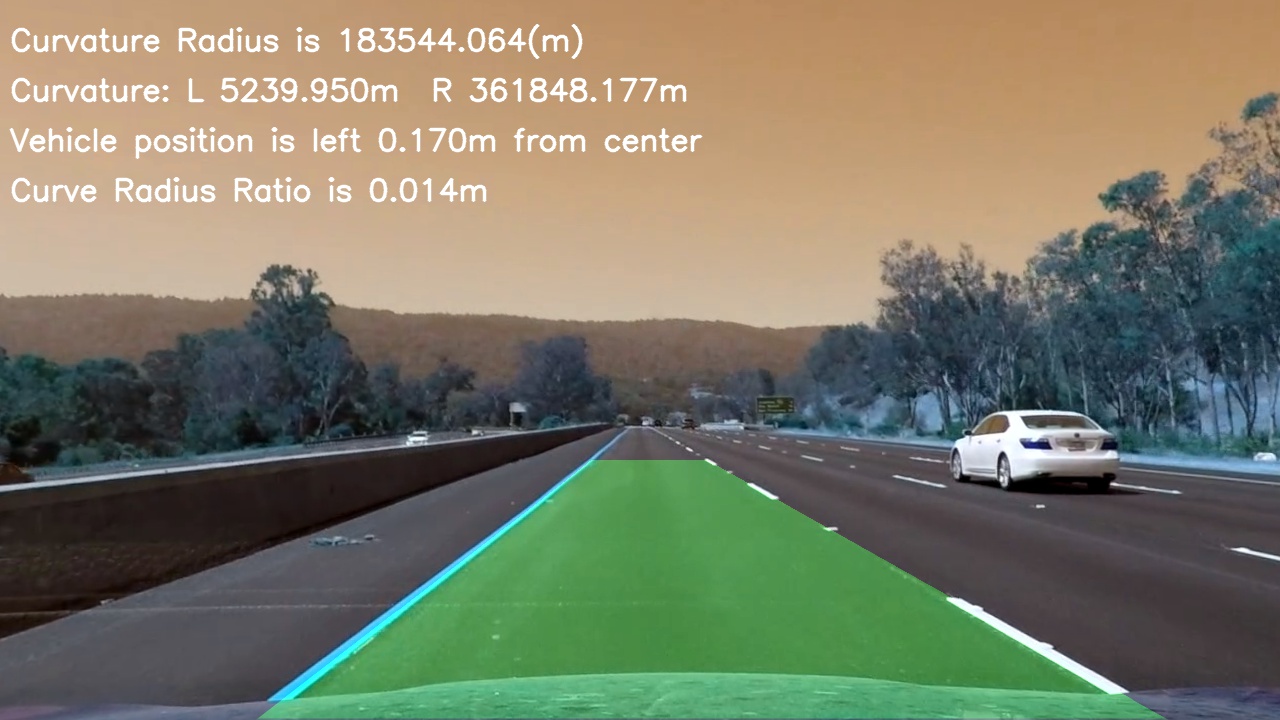 Curvature Radius is 183544.064(m)
Curvature: L 5239.950m R 361848.177m
Vehicle position is left 0.170m from center
Curve Radius Ratio is 0.014m